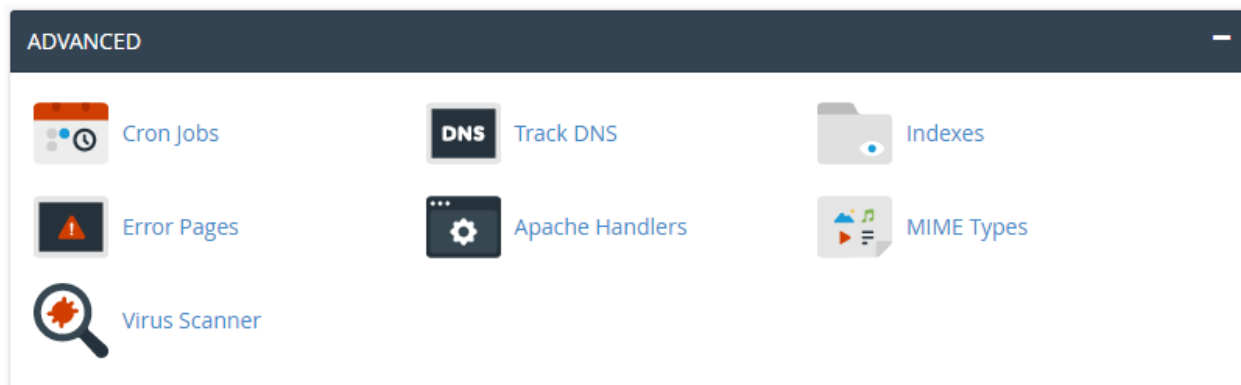 ADVANCED
Cron Jobs
DNS
Track DNS
Indexes
Error Pages
Apache Handlers
MIME Types
Virus Scanner